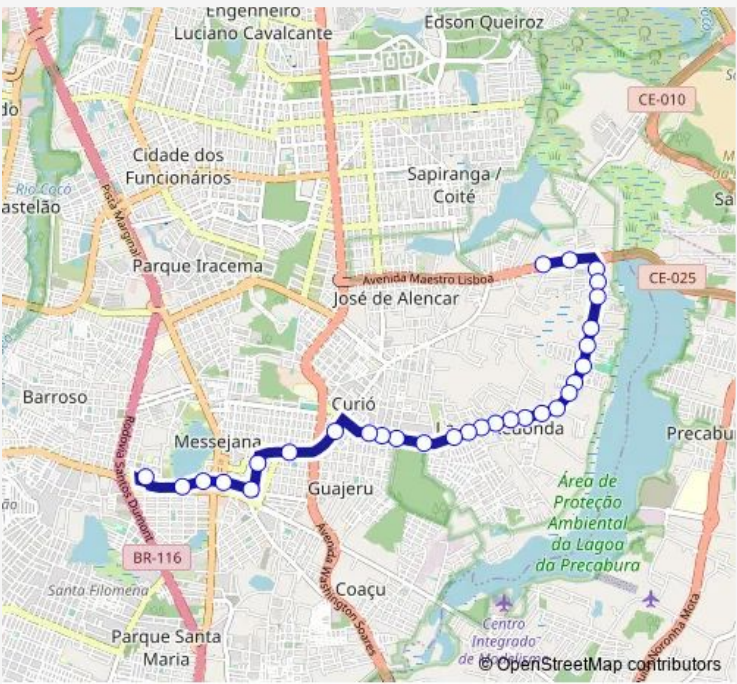 Engenheiro
Luciano Cavalcante
Edson Queiroz
CE-010
Cidade dos
Funcionários
Sapiranga /
Coité
Rio Cocó
astelão
Pista Marginal
Sa
Parque Iracema
Avenida Maestro Lisboa
CE-025
José de Alencar
Barroso
Curió
Rodovia Santos Dumont
Messejana
Precabu
Guajeru
Área de
Proteção
Ambiental
da Lagoa
da Precabura
BR-116
Avenida Washington Soares
Santa Filomena
Coaçu
Centro
Integrado
de Modelismo
Parque Santa
Maria
© OpenStreetMap contributors